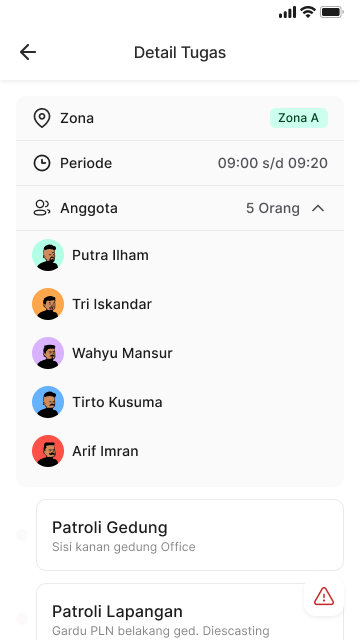 Detail Tugas
Zona
Zona A
Periode
09:00 s/d 09:20
Anggota
5 Orang
Putra Ilham
Tri Iskandar
Wahyu Mansur
Tirto Kusuma
Arif Imran
Patroli Gedung
Sisi kanan gedung Office
Patroli Lapangan
Gardu PLN belakang ged. Diescasting